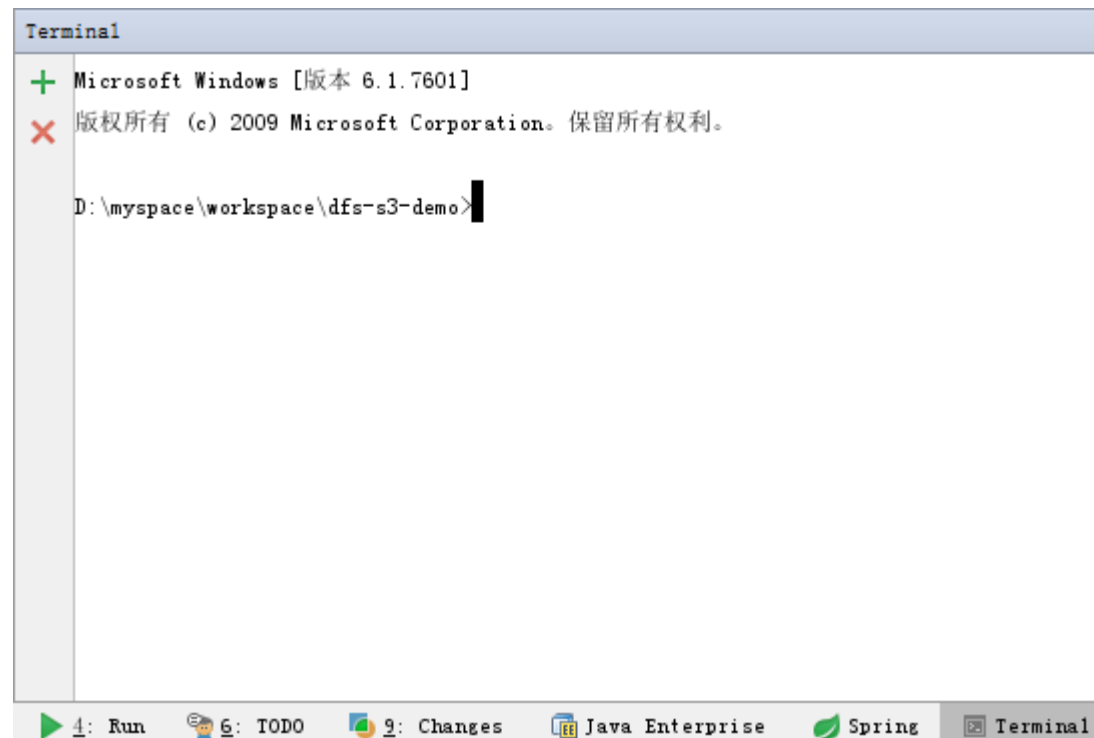 Terminal
Microsoft Windows [版本 6.1.7601]
版权所有 (c) 2009 Microsoft Corporation。保留所有权利。
D:\myspace\workspace\dfs-s3-demo>
4: Run 6: TODO 9: Changes Java Enterprise Spring Terminal